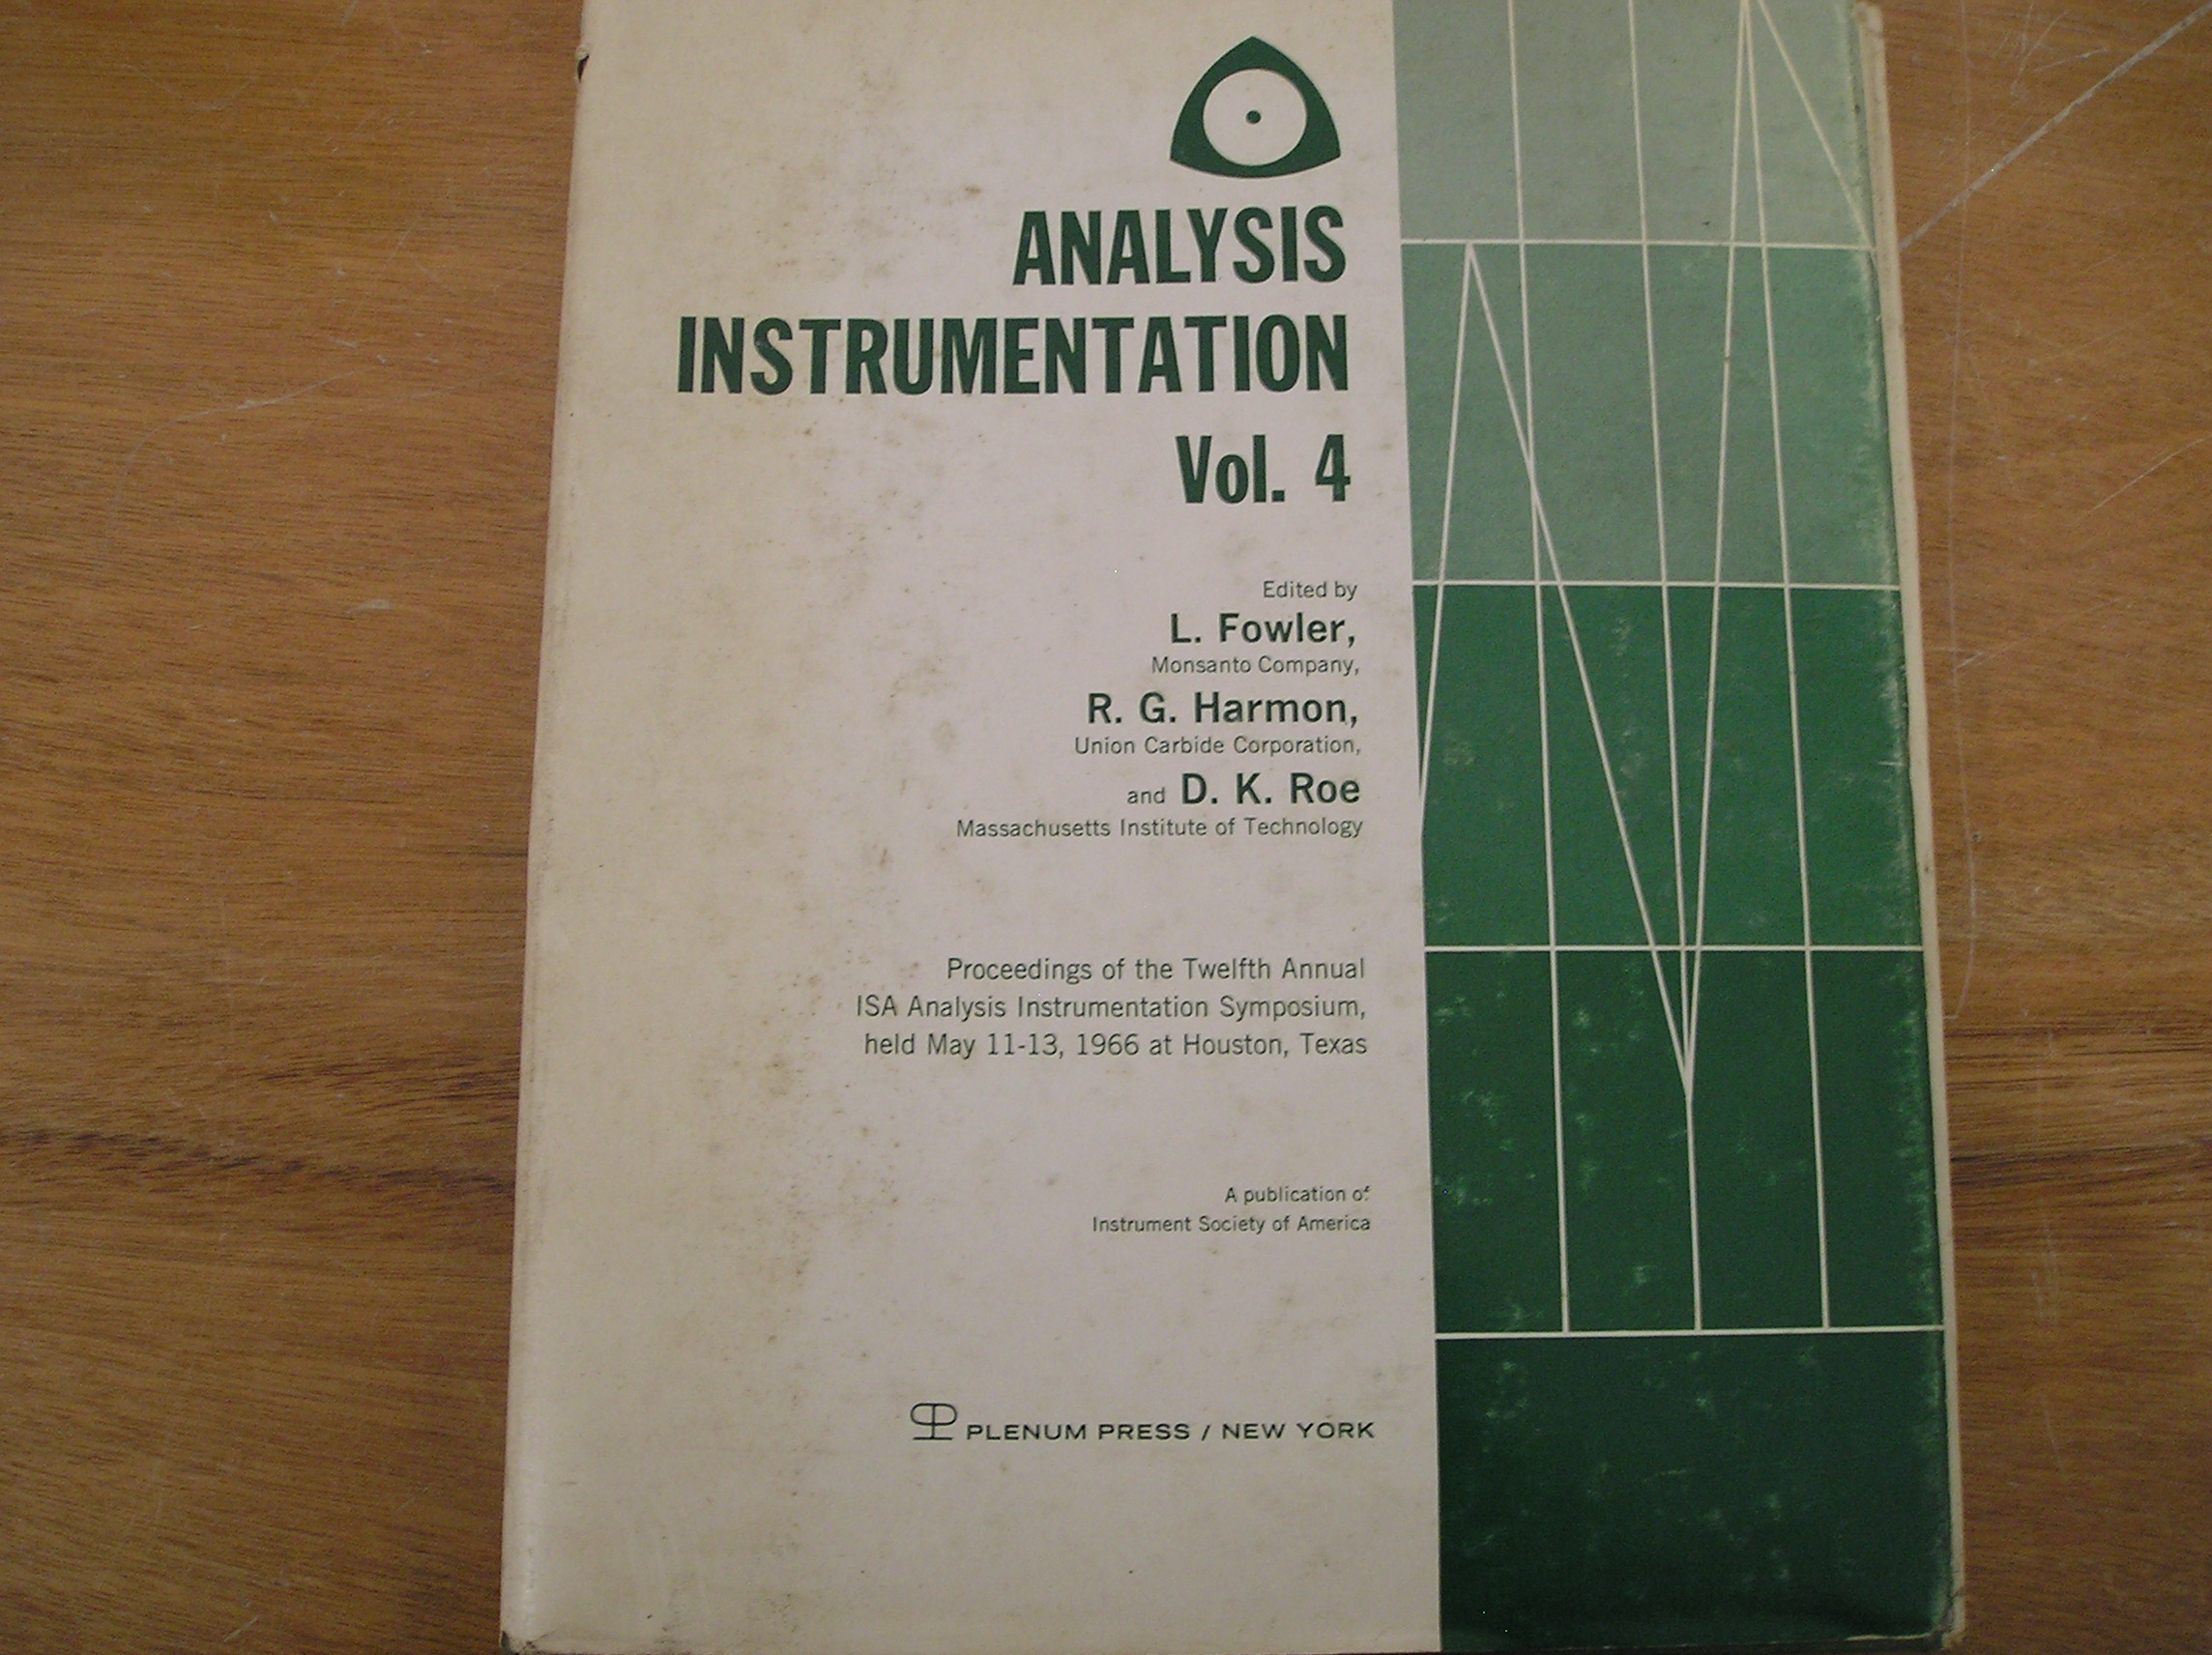 ANALYSIS
INSTRUMENTATION
Vol. 4
Edited by
L. Fowler,
Monsanto Company,
R. G. Harmon,
Union Carbide Corporation,
and D. K. Roe
Massachusetts Institute of Technology
Proceedings of the Twelfth Annual
ISA Analysis Instrumentation Symposium,
held May 11-13, 1966 at Houston, Texas
A publication of
Instrument Society of America
PLENUM PRESS / NEW YORK